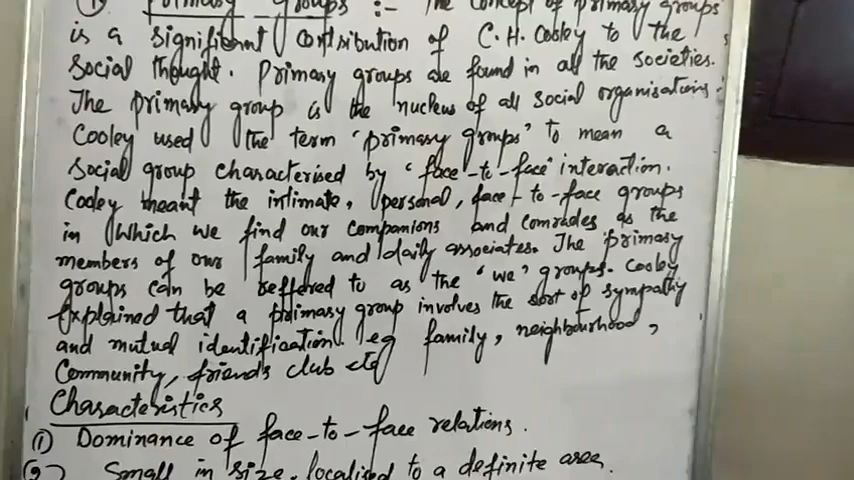 ① Primary groups :- The concept of primary groups
is a significant contribution of C.H. Cooley to the
Social thought. Primary groups are found in all the societies.
The primary group is the nucleus of all social organisations.
Cooley used the term 'primary groups' to mean a
Social group characterised by 'face-to-face' interaction.
Cooley meant the intimate, personal, face-to-face groups
in which we find our companions and comrades as the
members of our family and daily associates. The primary
groups can be reffered to as the 'we' groups. Cooley
explained that a primary group involves the sort of sympathy
and mutual identification. eg family, neighbourhood,
Community, friends club etc
Characteristics
① Dominance of face-to-face relations.
② Small in size, localised to a definite area.